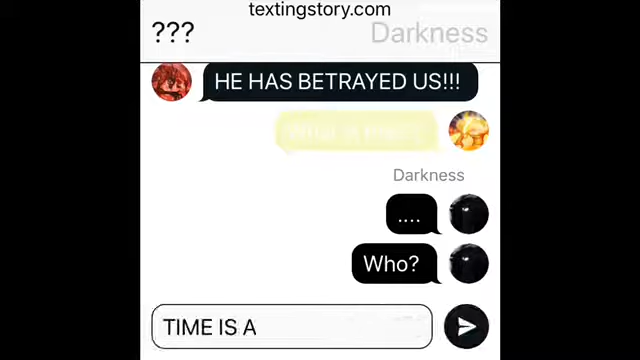 textingstory.com
???
Darkness
HE HAS BETRAYED US!!!
Darkness
....
Who?
TIME IS A